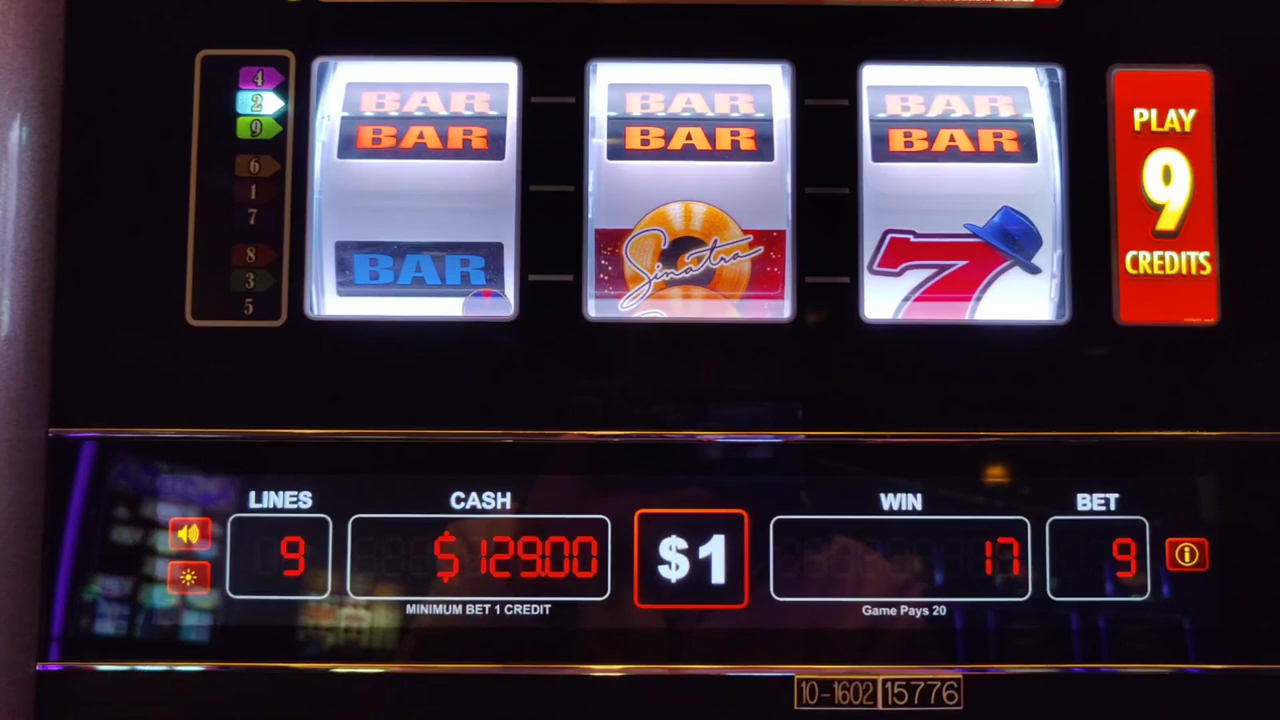 4
2
9
6
1
7
8
3
5
BAR
BAR
BAR
BAR
BAR
Sinatra
BAR
BAR
7
PLAY
9
CREDITS
LINES
9
CASH
$129.00
MINIMUM BET 1 CREDIT
$1
WIN
17
Game Pays 20
BET
9
10-1602 15776